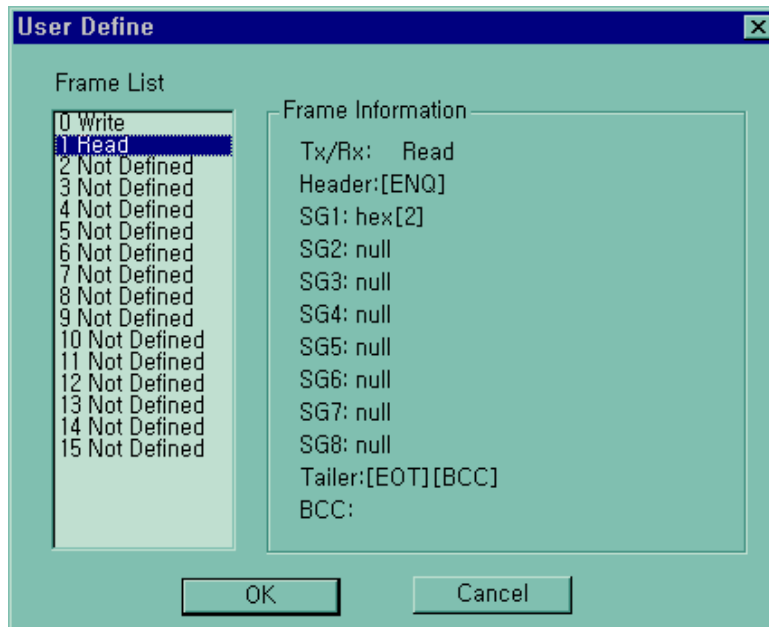 User Define
Frame List
0 Write
1 Read
2 Not Defined
3 Not Defined
4 Not Defined
5 Not Defined
6 Not Defined
7 Not Defined
8 Not Defined
9 Not Defined
10 Not Defined
11 Not Defined
12 Not Defined
13 Not Defined
14 Not Defined
15 Not Defined
Frame Information
Tx/Rx: Read
Header:[ENQ]
SG1: hex[2]
SG2: null
SG3: null
SG4: null
SG5: null
SG6: null
SG7: null
SG8: null
Tailer:[EOT][BCC]
BCC:
OK
Cancel